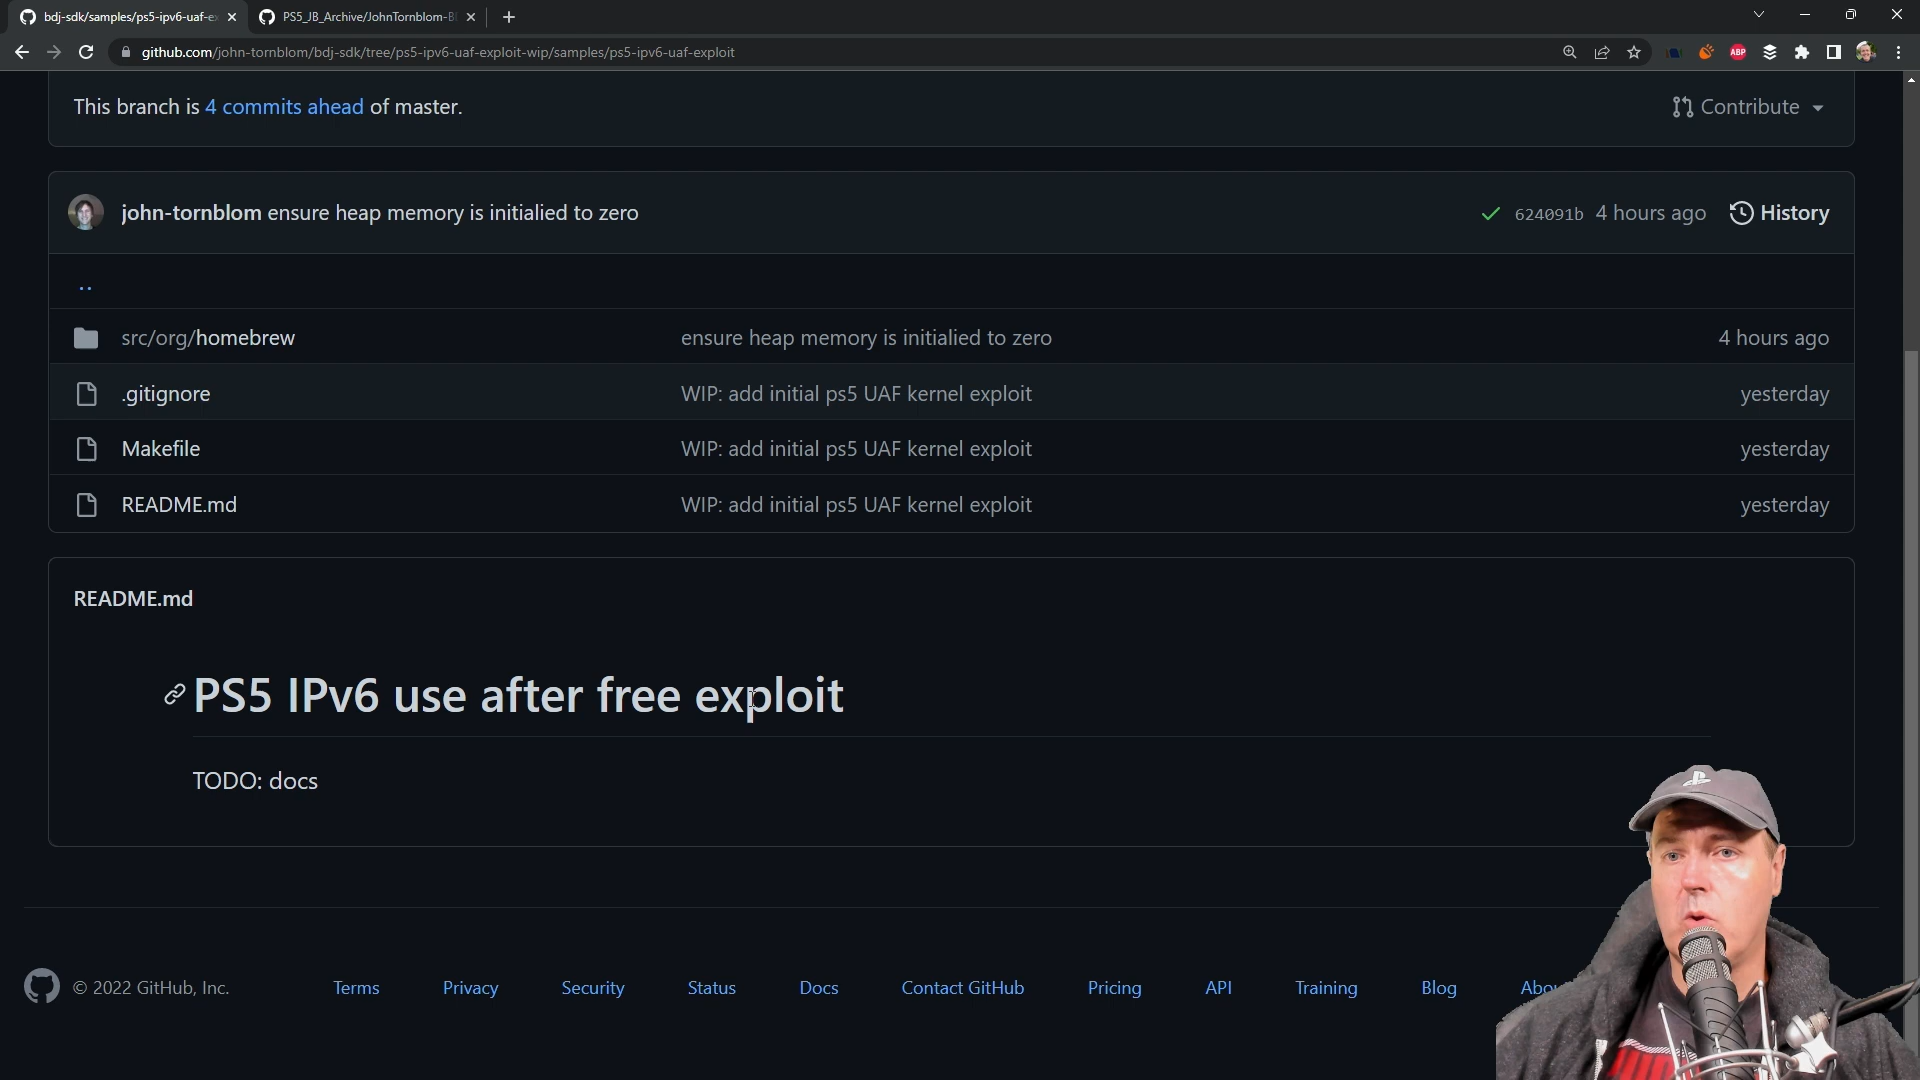 bdj-sdk/samples/ps5-ipv6-uaf-e
PS5_JB_Archive/JohnTornblom-B
github.com/john-tornblom/bdj-sdk/tree/ps5-ipv6-uaf-exploit-wip/samples/ps5-ipv6-uaf-exploit
ABP
This branch is 4 commits ahead of master.
Contribute
john-tornblom ensure heap memory is initialied to zero
624091b 4 hours ago History
..
src/org/homebrew ensure heap memory is initialied to zero 4 hours ago
.gitignore WIP: add initial ps5 UAF kernel exploit yesterday
Makefile WIP: add initial ps5 UAF kernel exploit yesterday
README.md WIP: add initial ps5 UAF kernel exploit yesterday
README.md
PS5 IPv6 use after free exploit
TODO: docs
© 2022 GitHub, Inc. Terms Privacy Security Status Docs Contact GitHub Pricing API Training Blog Abou